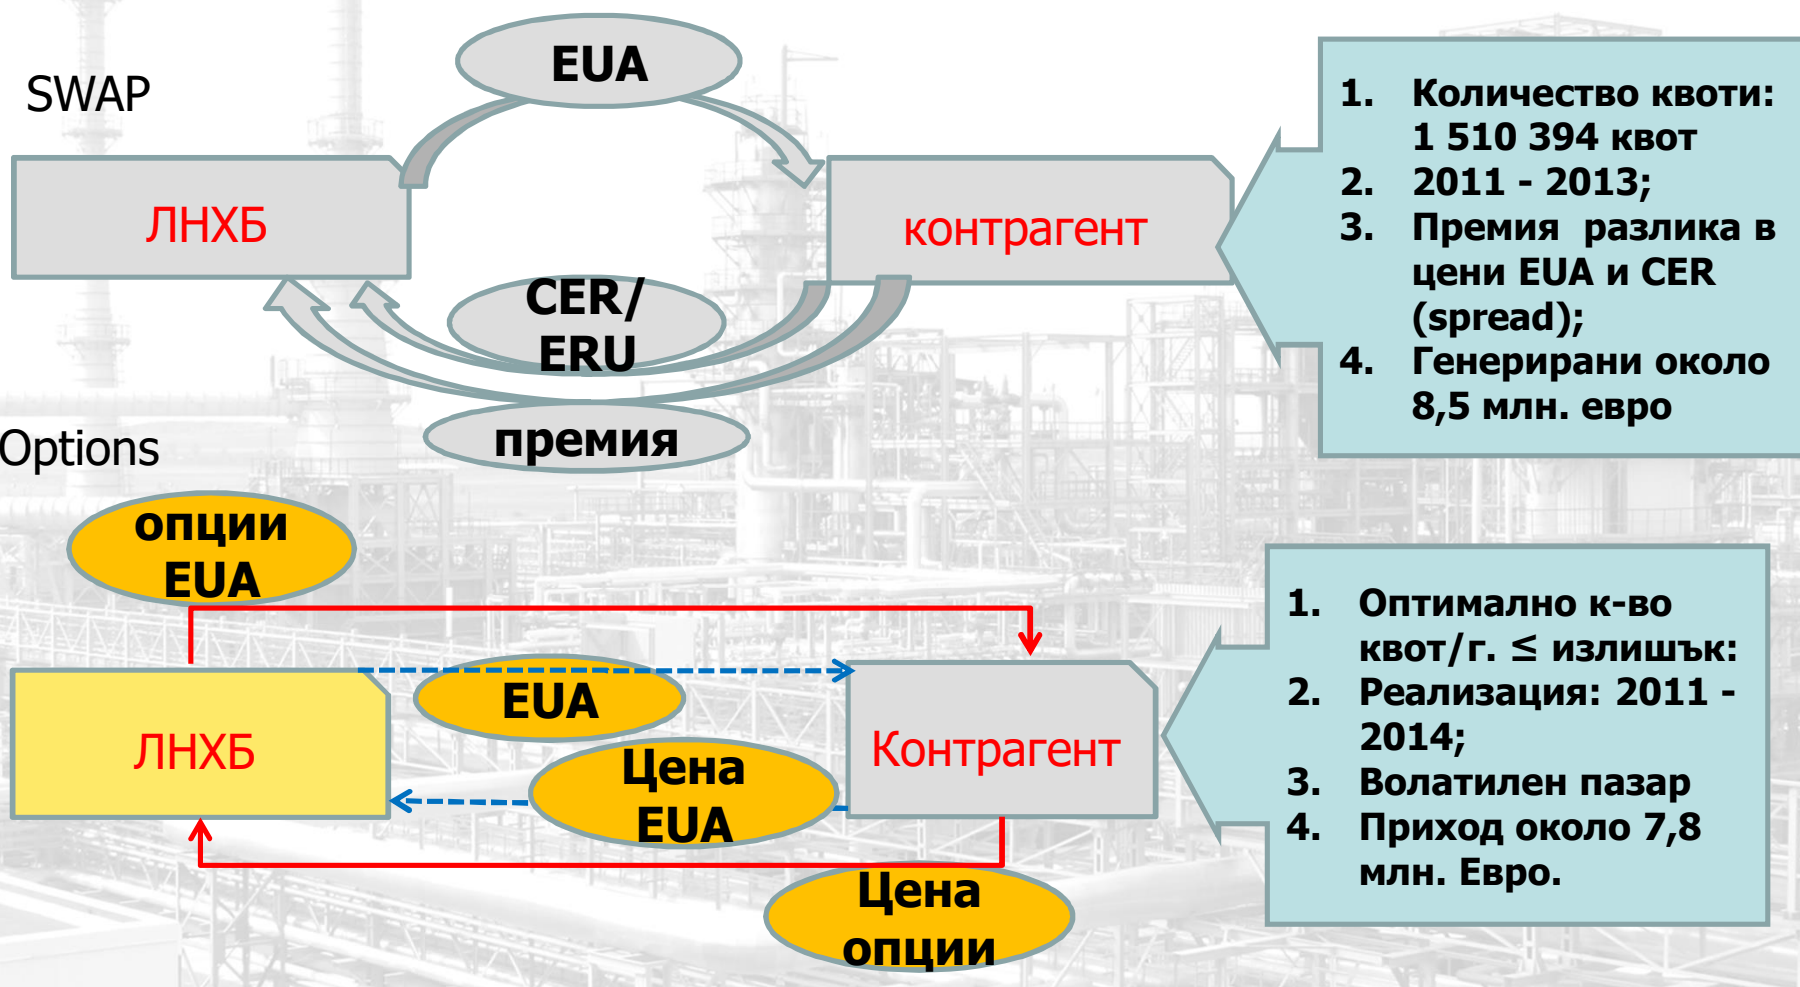 SWAP
EUA
ЛНХБ
контрагент
CER/
ERU
премия
1. Количество квоти:
1 510 394 квот
2. 2011 - 2013;
3. Премия разлика в
цени EUA и CER
(spread);
4. Генерирани около
8,5 млн. евро
Options
опции
EUA
EUA
ЛНХБ
Контрагент
Цена
EUA
Цена
опции
1. Оптимално к-во
квот/г. ≤ излишък:
2. Реализация: 2011 -
2014;
3. Волатилен пазар
4. Приход около 7,8
млн. Евро.